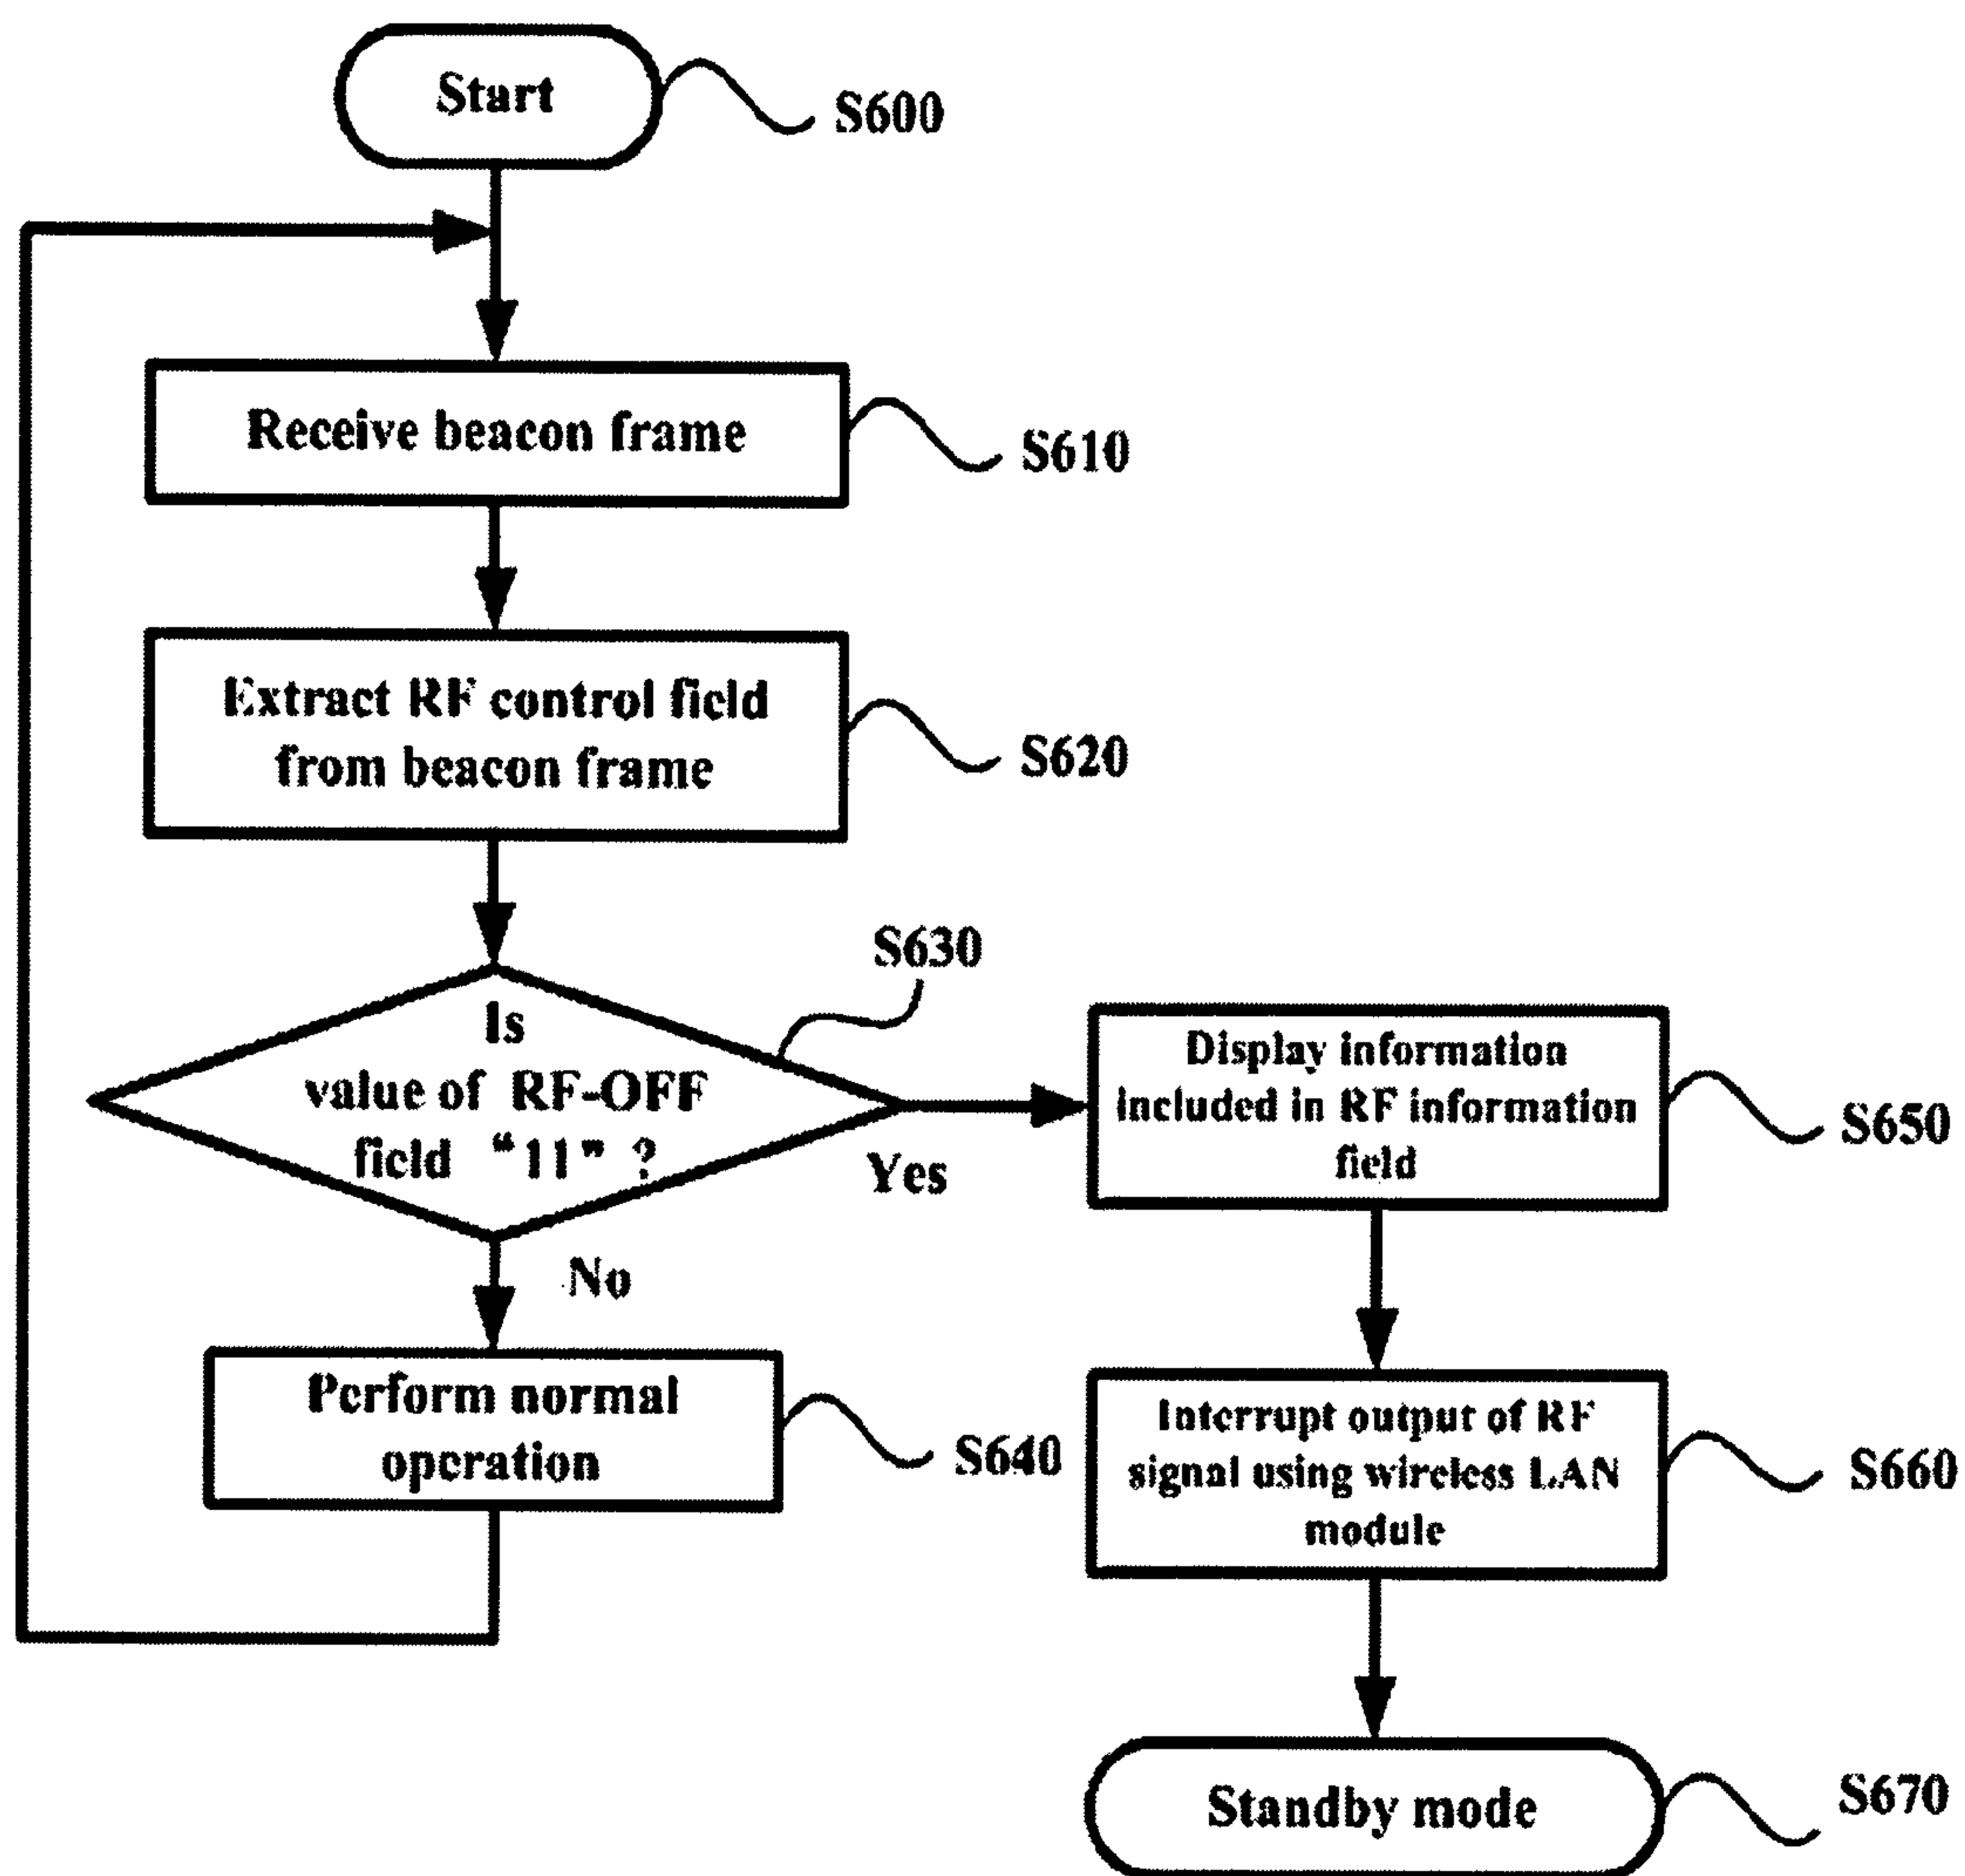 Start
S600
Receive beacon frame
S610
Extract RF control field
from beacon frame
S620
S630
Is
value of RF-OFF
field “11” ?
Yes
No
Display information
included in RF information
field
S650
Perform normal
operation
S640
Interrupt output of RF
signal using wireless LAN
module
S660
Standby mode
S670